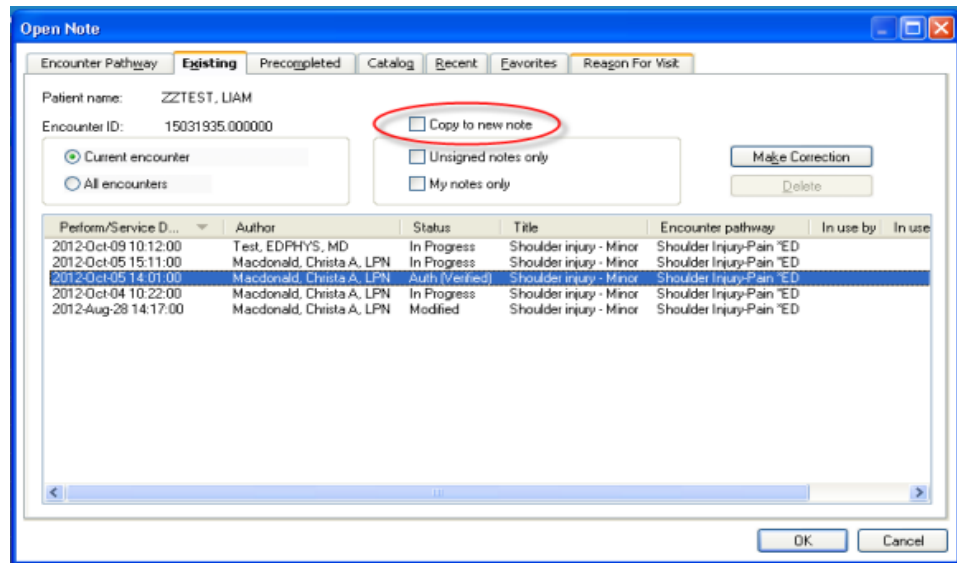 Open Note
Encounter Pathway Existing Precompleted Catalog Recent Favorites Reason For Visit
Patient name: ZZTEST, LIAM
Encounter ID: 15031935.000000 Copy to new note
Current encounter Unsigned notes only Make Correction
All encounters My notes only Delete
Perform/Service D... Author Status Title Encounter pathway In use by In use
2012-Oct-09 10:12:00 Test, EDPHYS, MD In Progress Shoulder injury - Minor Shoulder Injury-Pain "ED
2012-Oct-05 15:11:00 Macdonald, Christa A, LPN In Progress Shoulder injury - Minor Shoulder Injury-Pain "ED
2012-Oct-05 14:01:00 Macdonald, Christa A, LPN Auth (Verified) Shoulder injury - Minor Shoulder Injury-Pain "ED
2012-Oct-04 10:22:00 Macdonald, Christa A, LPN In Progress Shoulder injury - Minor Shoulder Injury-Pain "ED
2012-Aug-28 14:17:00 Macdonald, Christa A, LPN Modified Shoulder injury - Minor Shoulder Injury-Pain "ED
OK Cancel